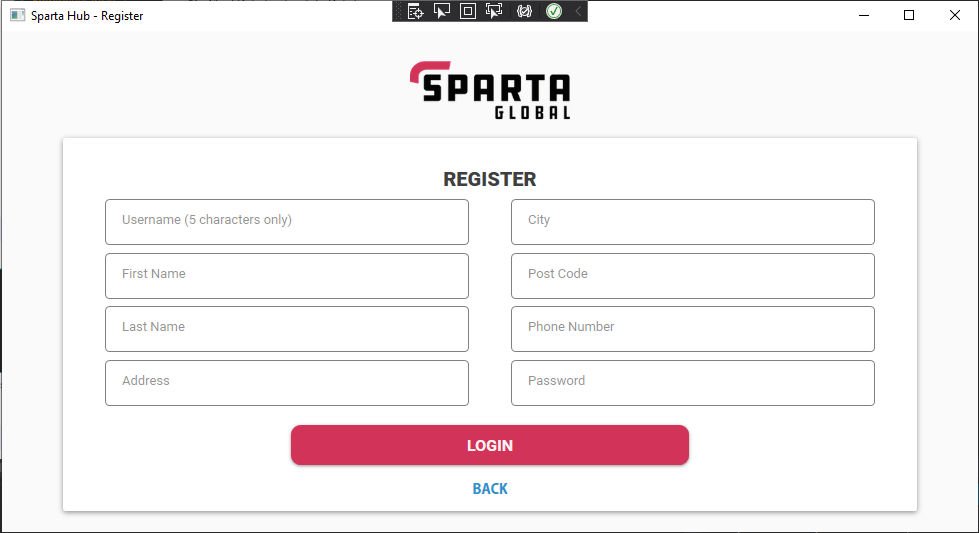 Sparta Hub - Register
SPARTA
GLOBAL
REGISTER
Username (5 characters only)
City
First Name
Post Code
Last Name
Phone Number
Address
Password
LOGIN
BACK